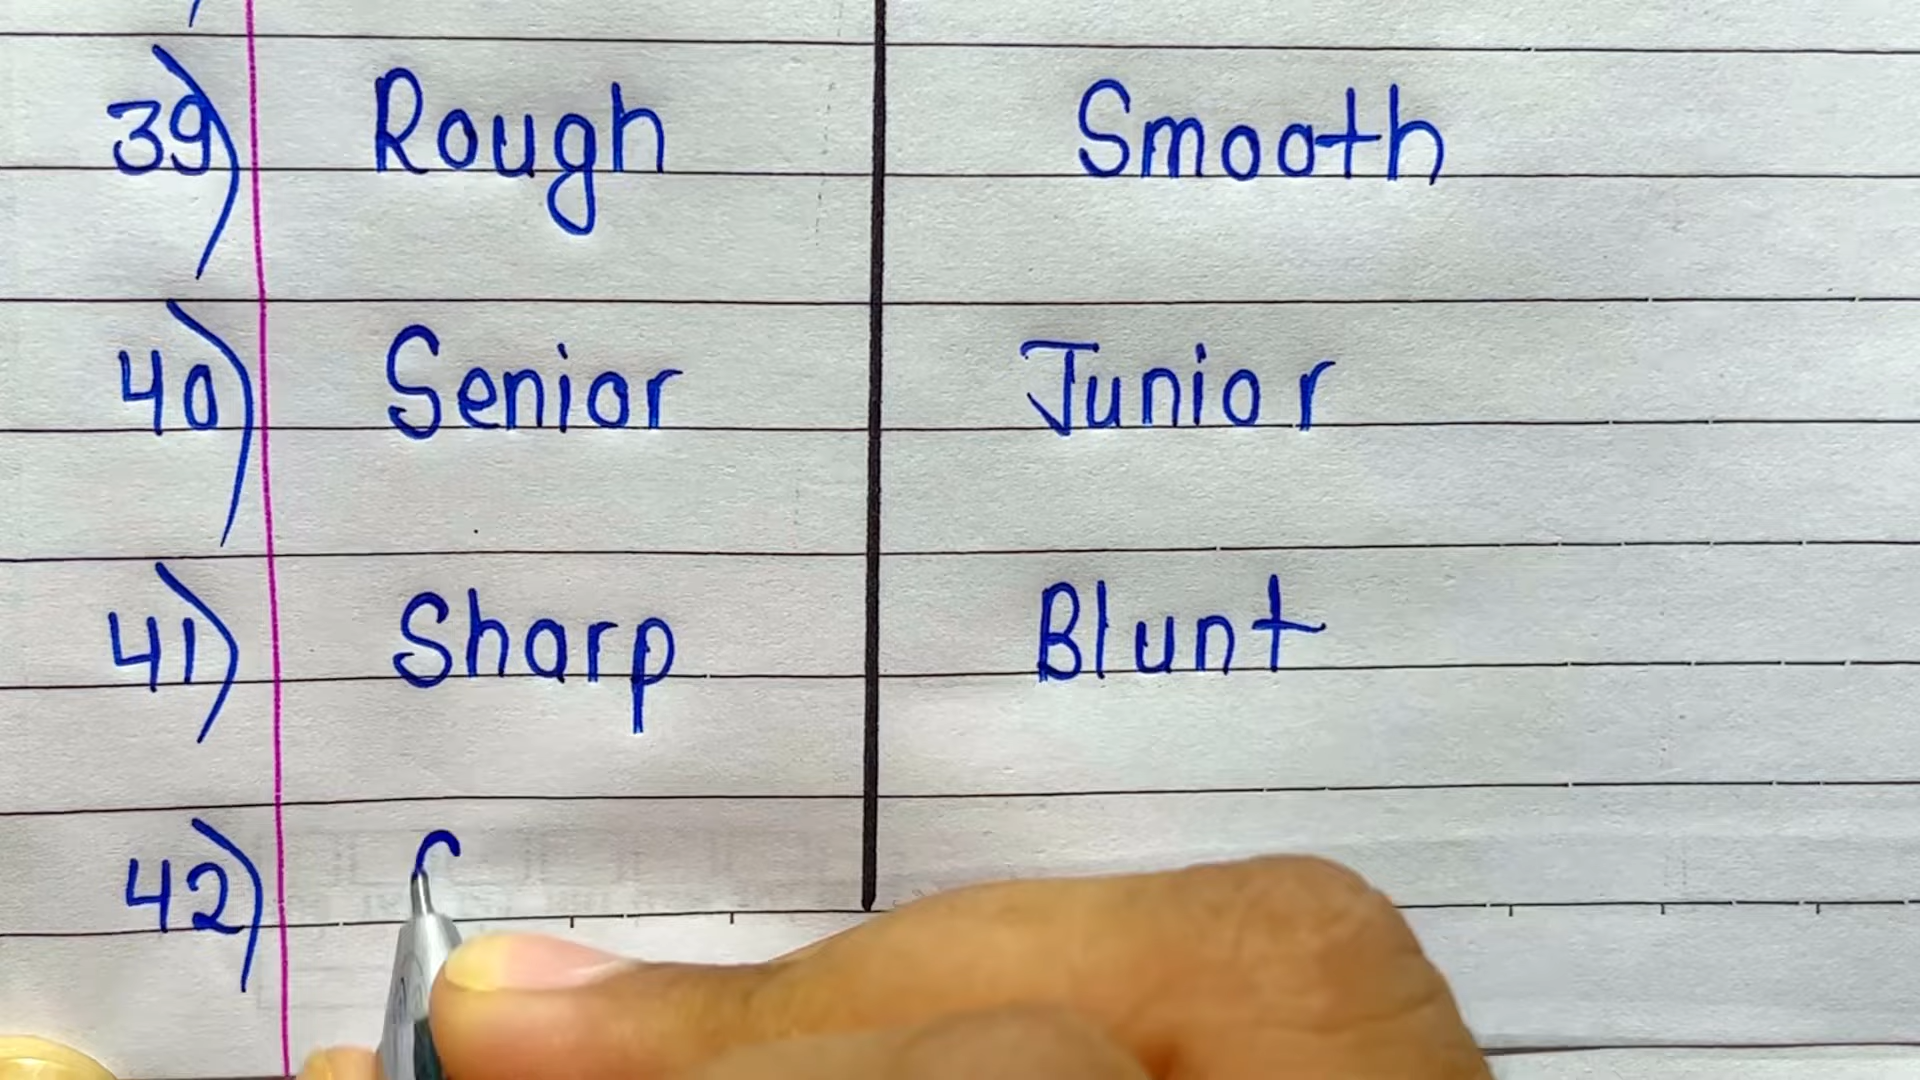 39) Rough Smooth
40) Senior Junior
41) Sharp Blunt
42)